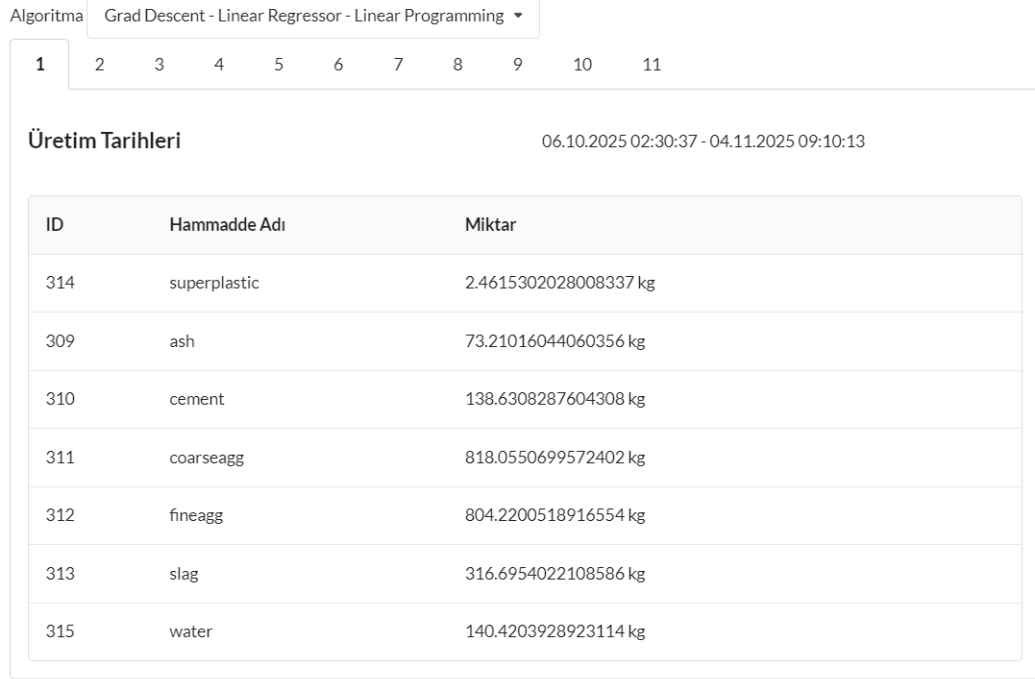 Algoritma Grad Descent - Linear Regressor - Linear Programming
1 2 3 4 5 6 7 8 9 10 11
Üretim Tarihleri 06.10.2025 02:30:37 - 04.11.2025 09:10:13
ID Hammadde Adı Miktar
314 superplastic 2.4615302028008337 kg
309 ash 73.21016044060356 kg
310 cement 138.6308287604308 kg
311 coarseagg 818.0550699572402 kg
312 fineagg 804.2200518916554 kg
313 slag 316.6954022108586 kg
315 water 140.4203928923114 kg